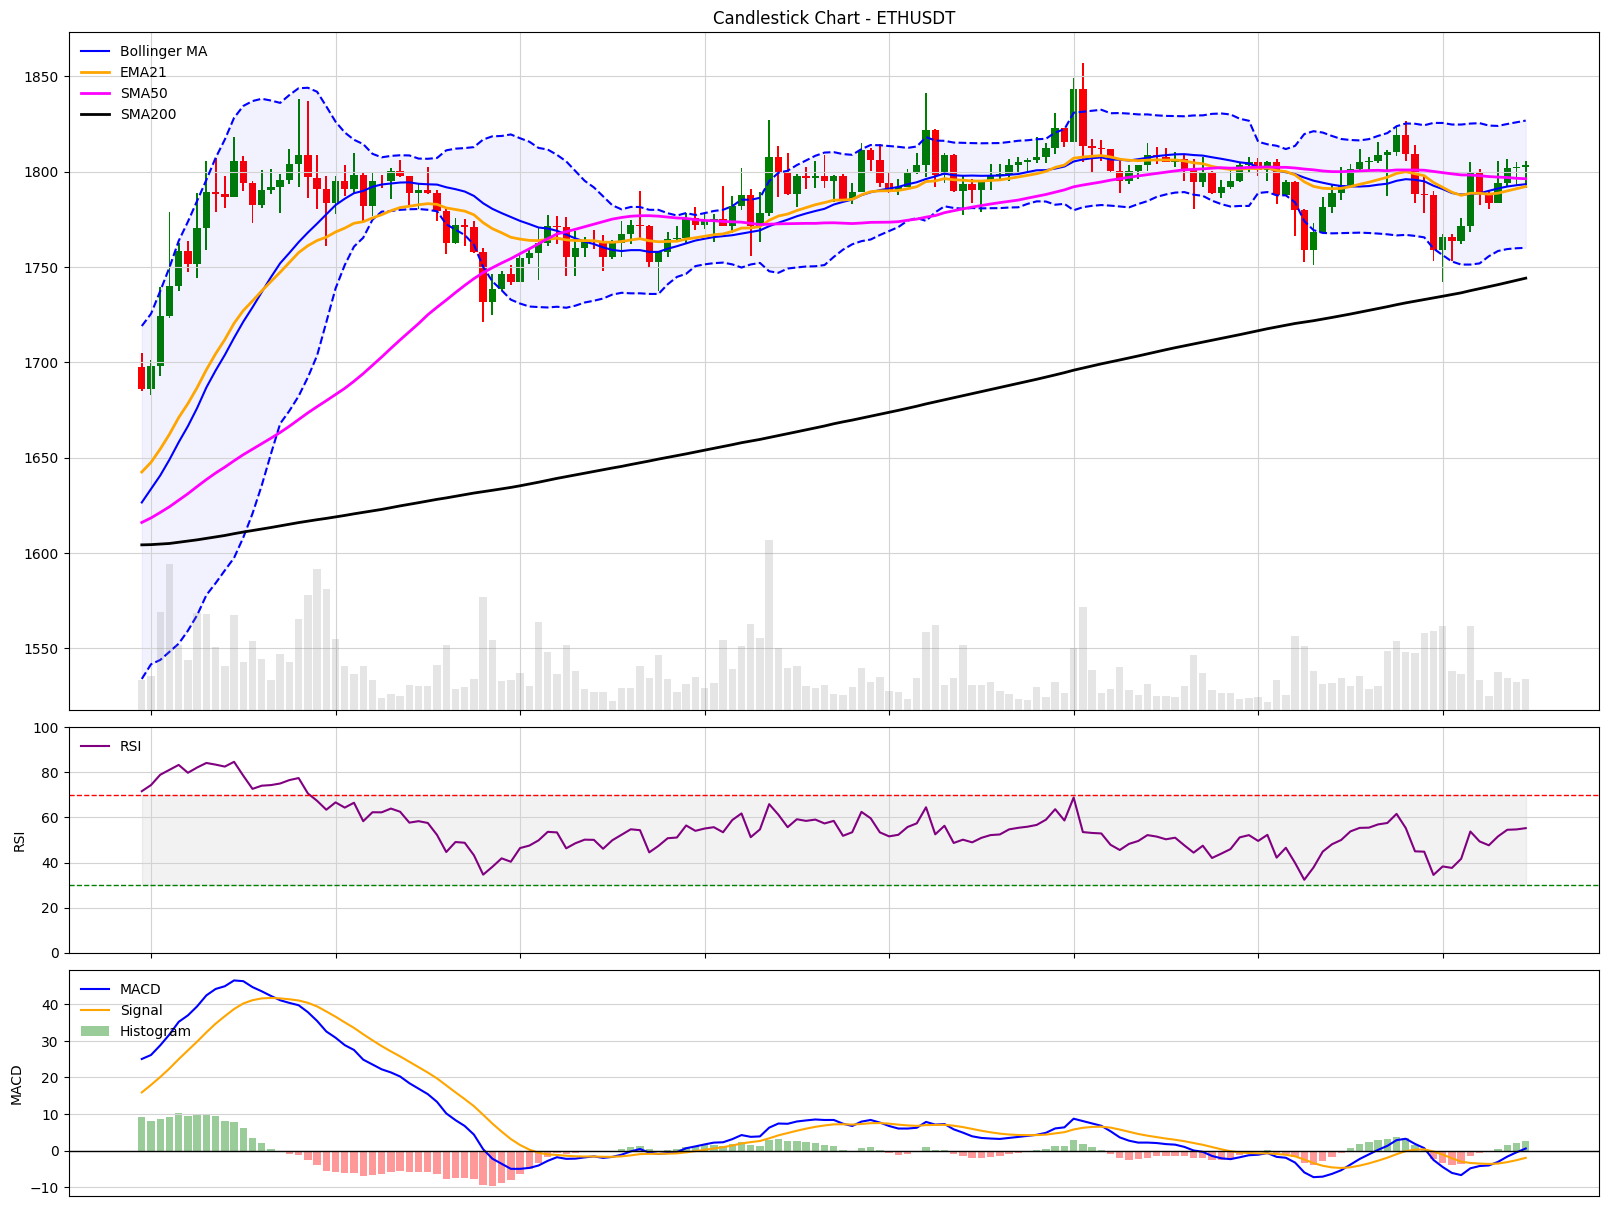 Candlestick Chart - ETHUSDT
Bollinger MA
EMA21
SMA50
SMA200
1850
1800
1750
1700
1650
1600
1550
RSI
100
80
60
40
20
0
RSI
MACD
Signal
Histogram
40
30
20
10
0
−10
MACD